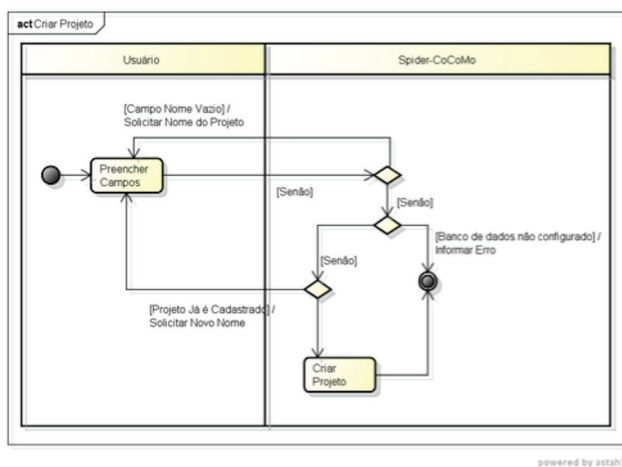 act Criar Projeto
Usuário
Spider-CoCoMo
[Campo Nome Vazio] /
Solicitar Nome do Projeto
Preencher
Campos
[Senão]
[Senão]
[Banco de dados não configurado] /
Informar Erro
[Senão]
[Projeto Já é Cadastrado] /
Solicitar Novo Nome
Criar
Projeto
powered by astah